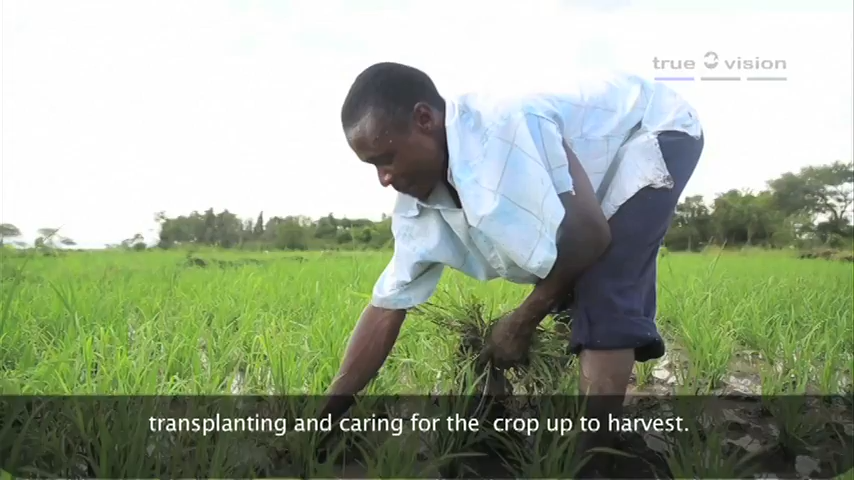 true vision
transplanting and caring for the crop up to harvest.